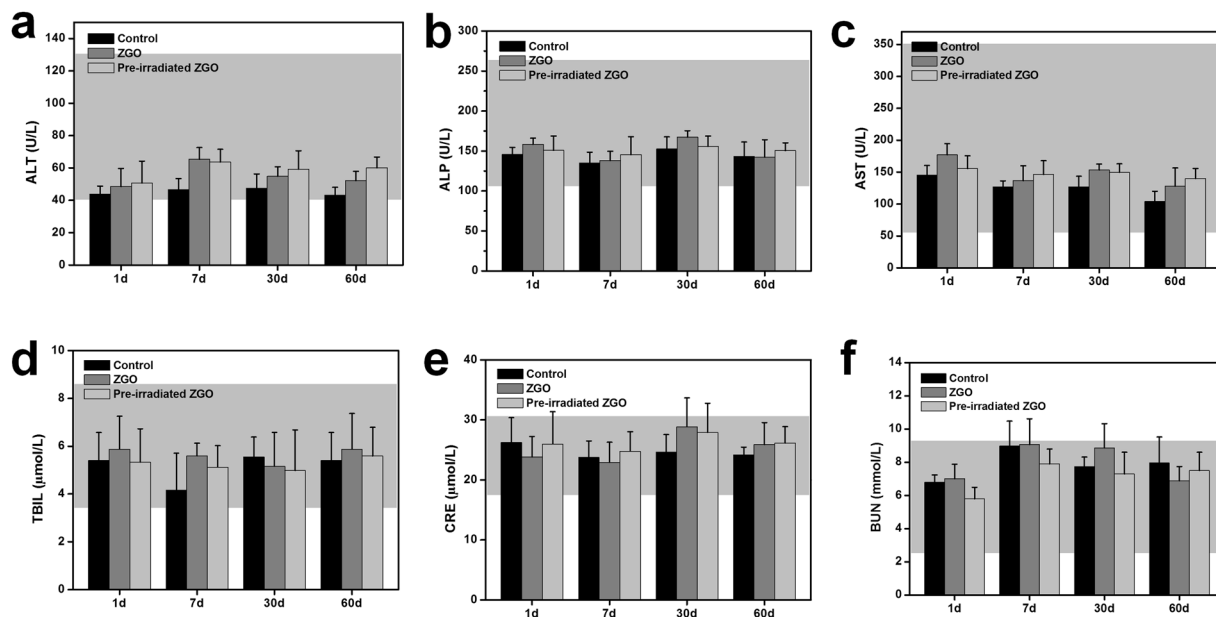 a
ALT (U/L)
140
120
100
80
60
40
20
0
Control
ZGO
Pre-irradiated ZGO
1d 7d 30d 60d
b
ALP (U/L)
300
250
200
150
100
50
0
Control
ZGO
Pre-irradiated ZGO
1d 7d 30d 60d
c
AST (U/L)
350
300
250
200
150
100
50
0
Control
ZGO
Pre-irradiated ZGO
1d 7d 30d 60d
d
TBIL (μmol/L)
10
8
6
4
2
0
Control
ZGO
Pre-irradiated ZGO
1d 7d 30d 60d
e
CRE (μmol/L)
40
30
20
10
0
Control
ZGO
Pre-irradiated ZGO
1d 7d 30d 60d
f
BUN (mmol/L)
14
12
10
8
6
4
2
0
Control
ZGO
Pre-irradiated ZGO
1d 7d 30d 60d